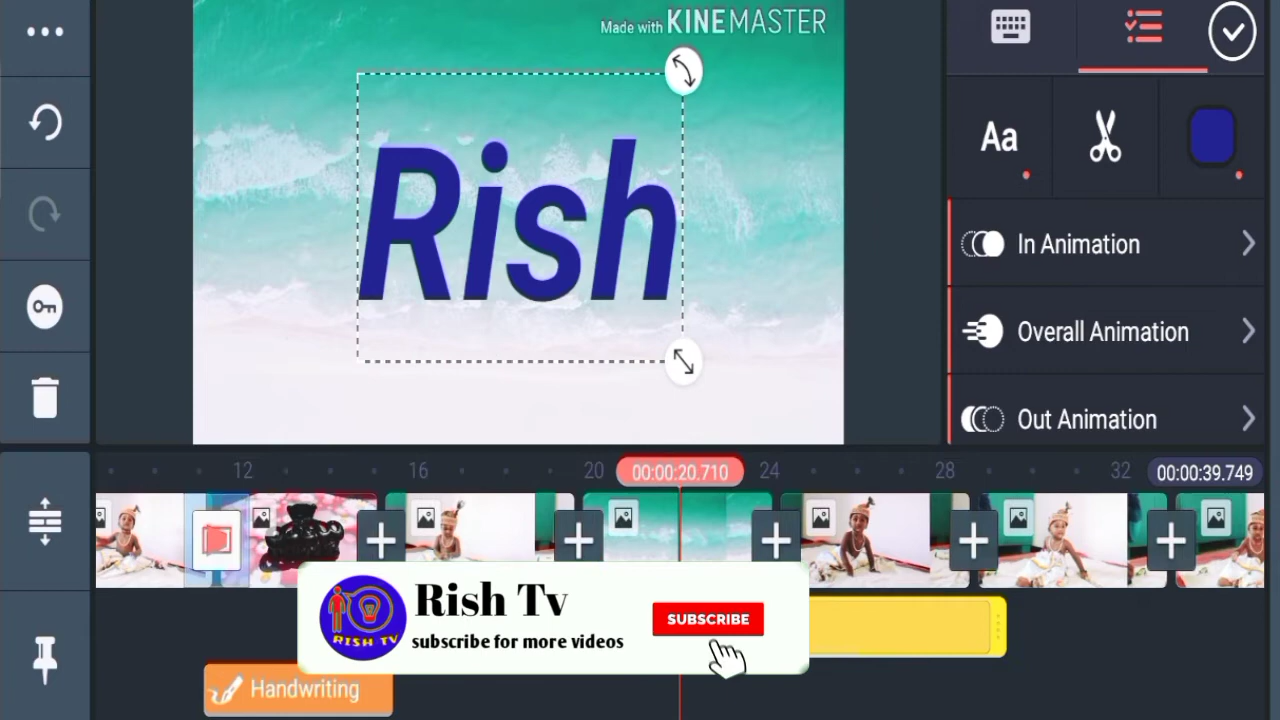 Made with KINEMASTER
Rish
Aa
In Animation
Overall Animation
Out Animation
12
16
20
00:00:20.710
24
28
32
00:00:39.749
RISH TV
Rish Tv
subscribe for more videos
SUBSCRIBE
Handwriting